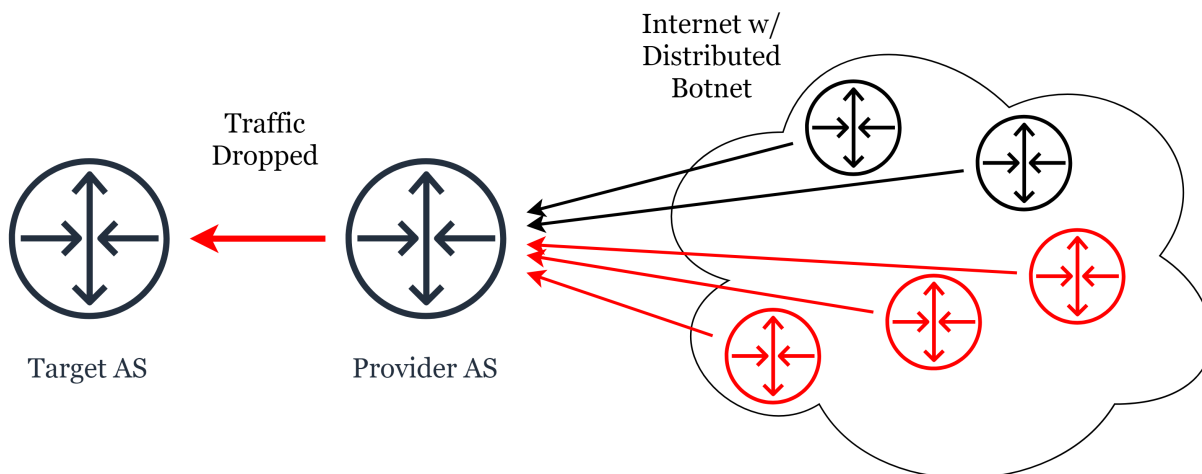 Internet w/
Distributed
Botnet
Traffic
Dropped
Target AS
Provider AS